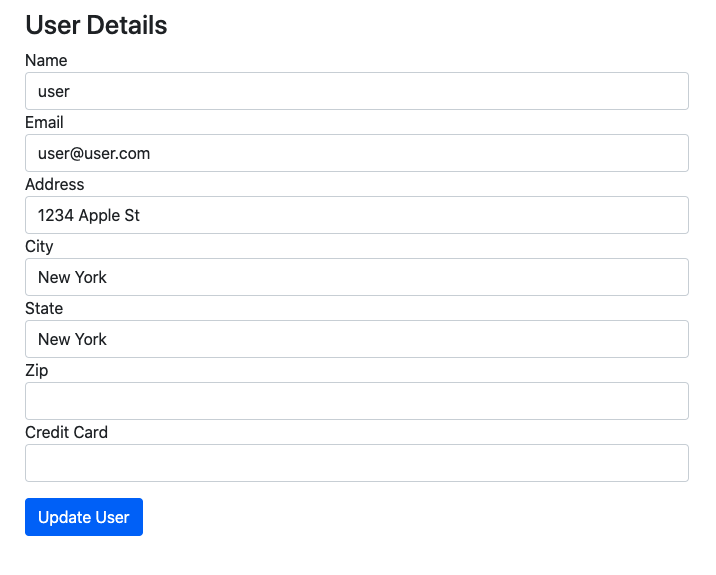 User Details
Name
user
Email
user@user.com
Address
1234 Apple St
City
New York
State
New York
Zip
Credit Card
Update User